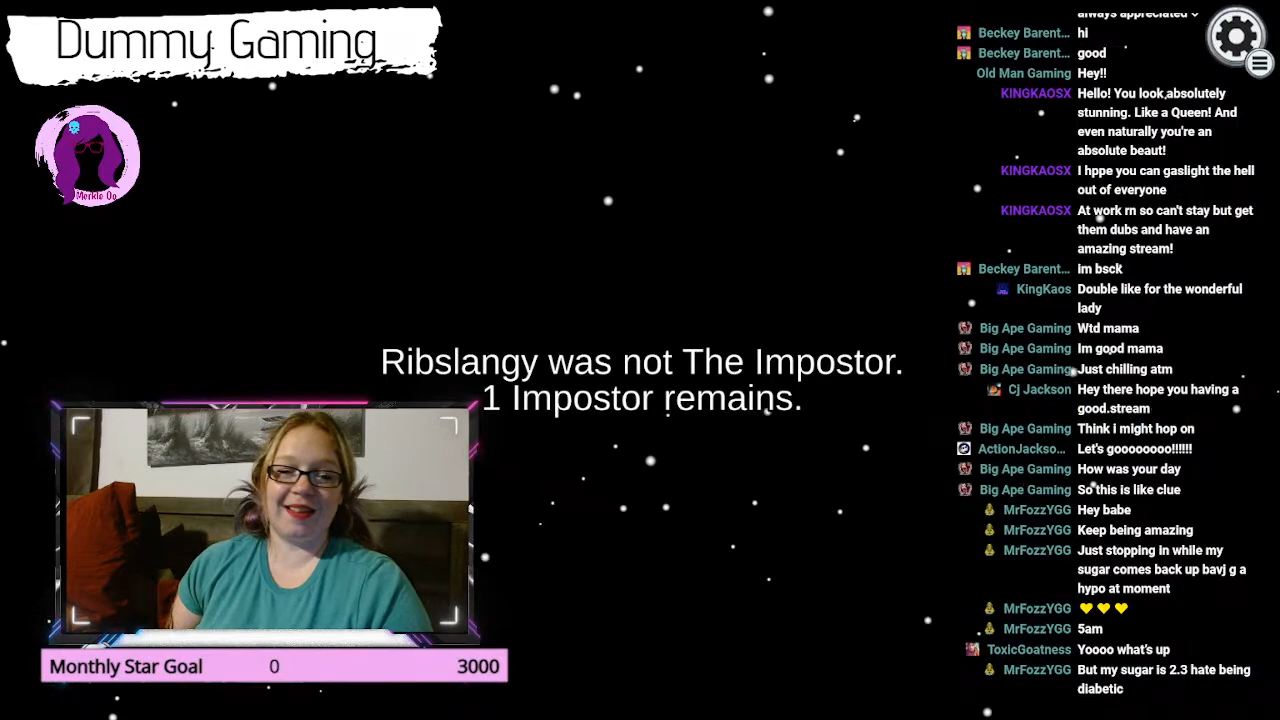 Dummy Gaming
Merkle Oo
Ribslangy was not The Impostor.
1 Impostor remains.
Monthly Star Goal 0 3000
always appreciated
Beckey Barent... hi
Beckey Barent... good
Old Man Gaming Hey!!
KINGKAOSX Hello! You look,absolutely
stunning. Like a Queen! And
even naturally you're an
absolute beaut!
KINGKAOSX I hppe you can gaslight the hell
out of everyone
KINGKAOSX At work rn so can't stay but get
them dubs and have an
amazing stream!
Beckey Barent... im bsck
KingKaos Double like for the wonderful
lady
Big Ape Gaming Wtd mama
Big Ape Gaming Im good mama
Big Ape Gaming Just chilling atm
Cj Jackson Hey there hope you having a
good.stream
Big Ape Gaming Think i might hop on
ActionJackso... Let's goooooooo!!!!!!
Big Ape Gaming How was your day
Big Ape Gaming So this is like clue
MrFozzYGG Hey babe
MrFozzYGG Keep being amazing
MrFozzYGG Just stopping in while my
sugar comes back up bavj g a
hypo at moment
MrFozzYGG 💛💛💛
MrFozzYGG 5am
ToxicGoatness Yoooo what's up
MrFozzYGG But my sugar is 2.3 hate being
diabetic